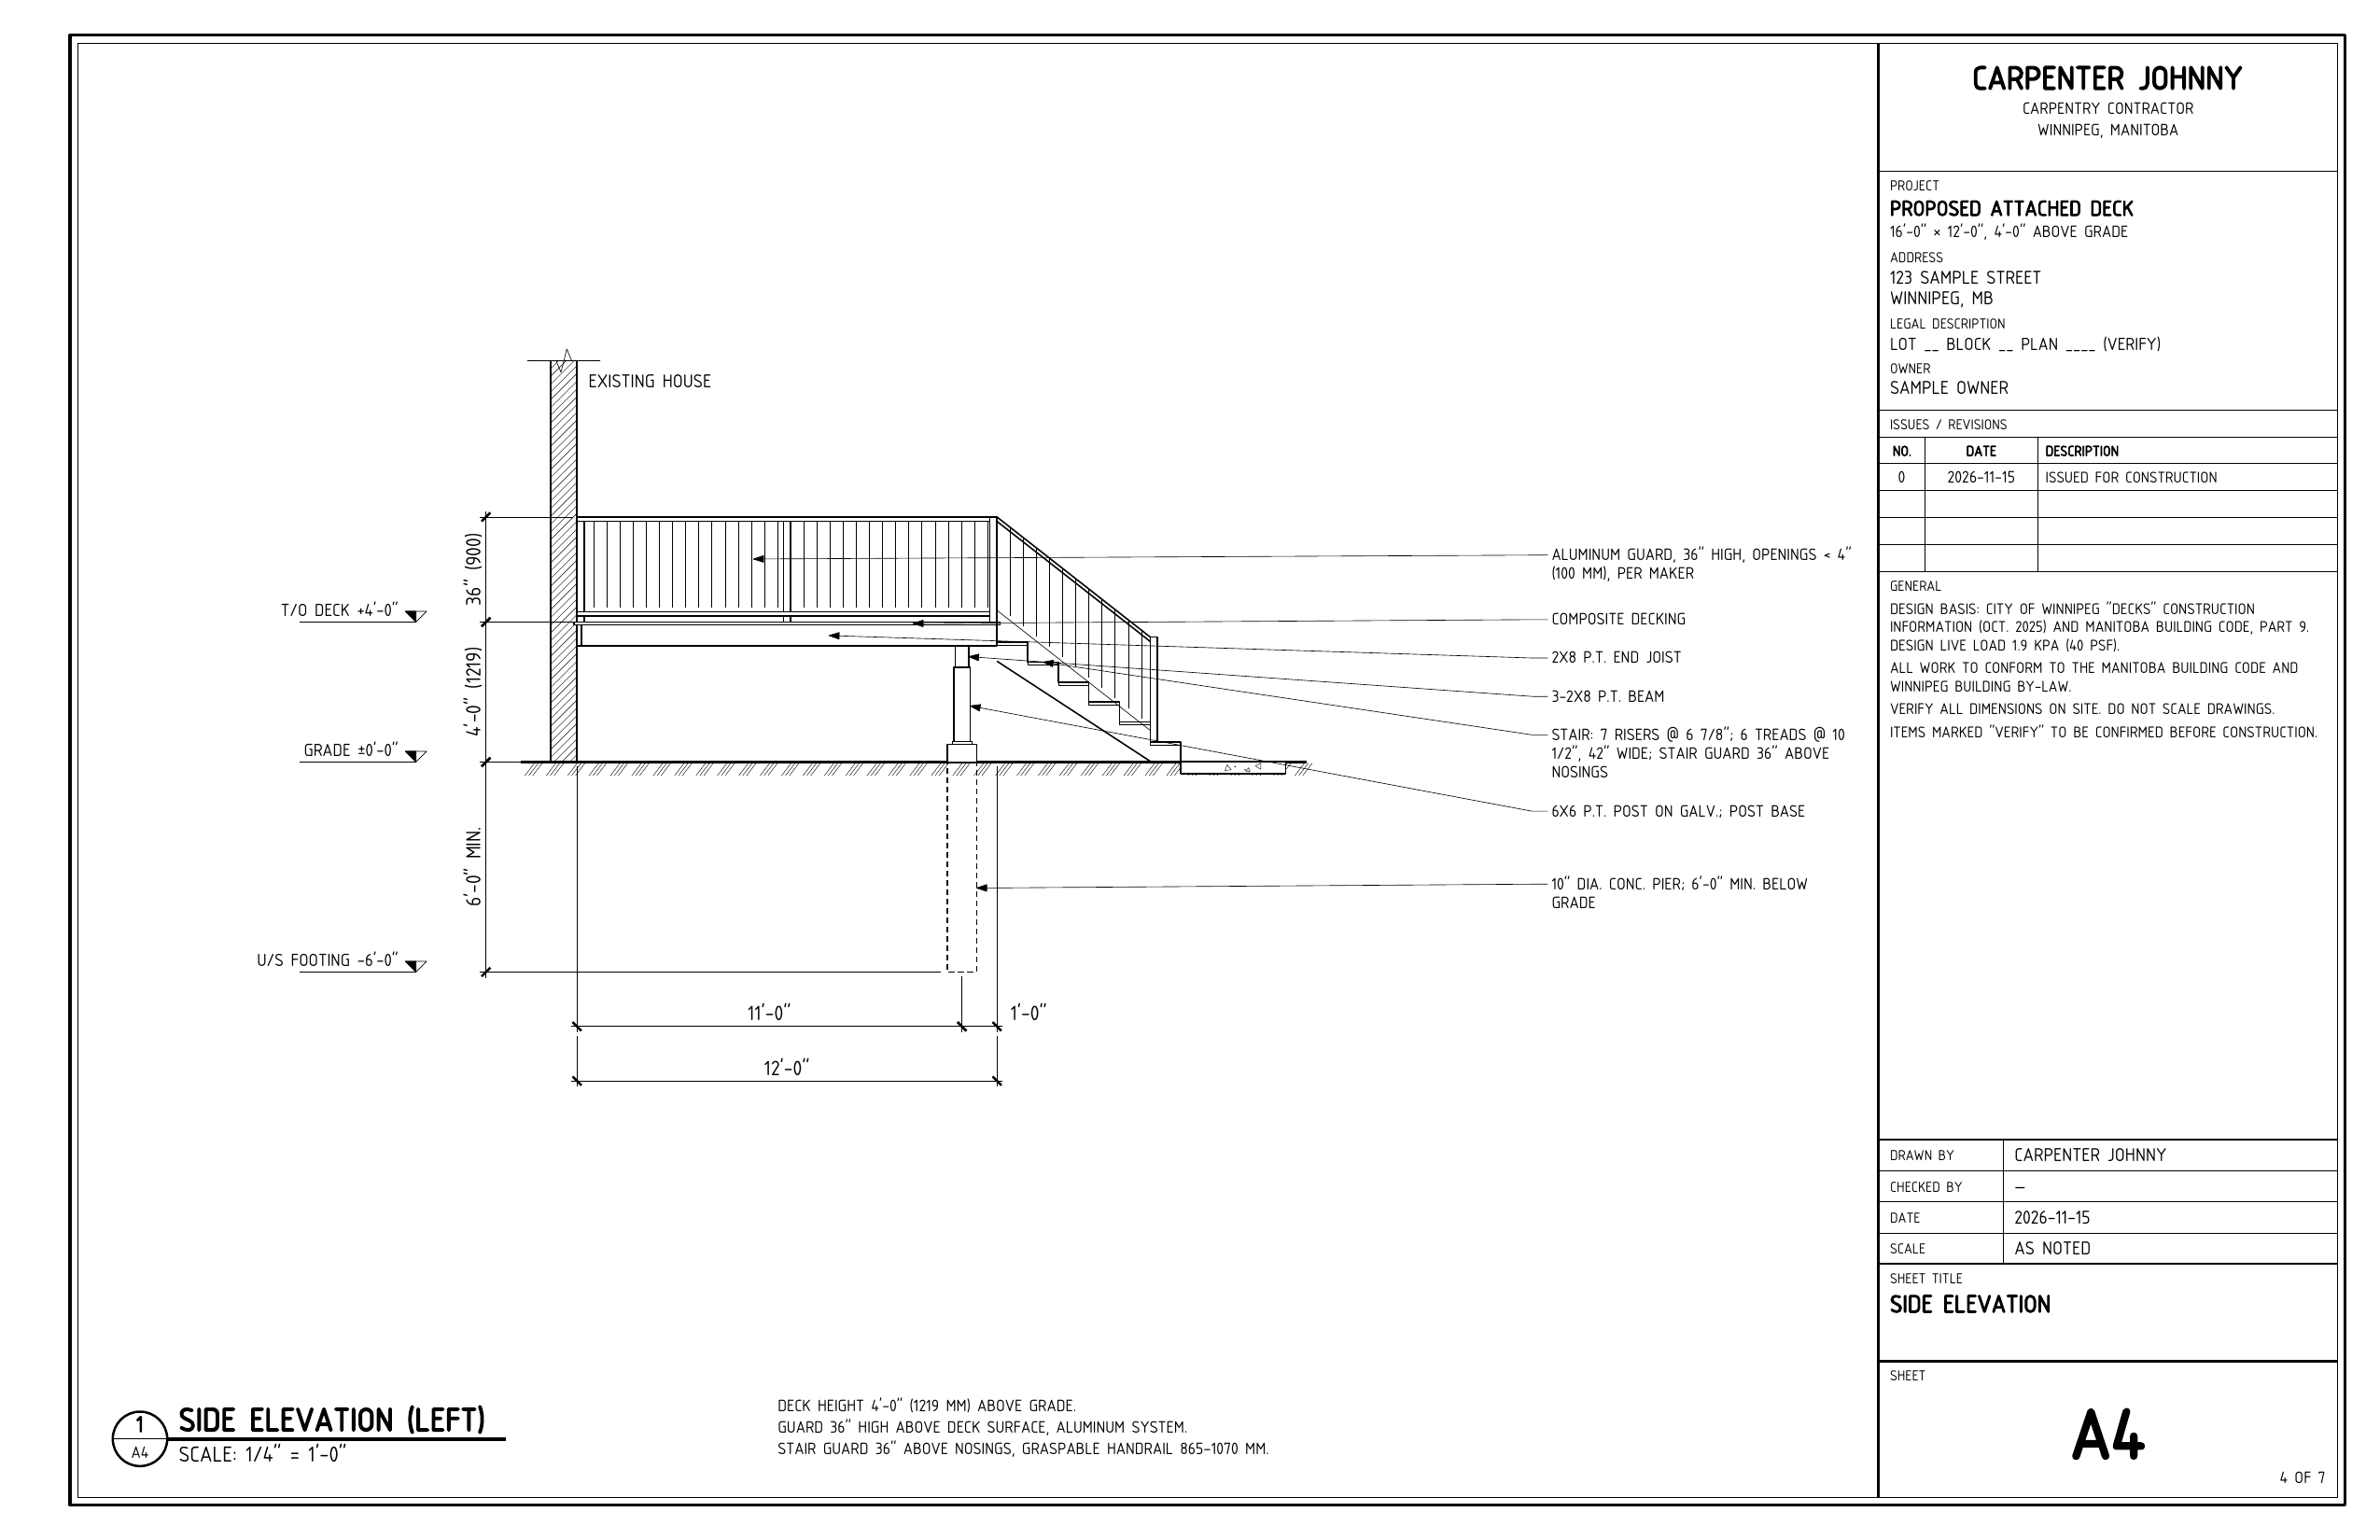 EXISTING HOUSE
36" (900)
T/O DECK +4'-0"
4'-0" (1219)
GRADE ±0'-0"
6'-0" MIN.
U/S FOOTING -6'-0"
11'-0"
1'-0"
12'-0"
ALUMINUM GUARD, 36" HIGH, OPENINGS < 4"
(100 MM), PER MAKER
COMPOSITE DECKING
2X8 P.T. END JOIST
3-2X8 P.T. BEAM
STAIR: 7 RISERS @ 6 7/8"; 6 TREADS @ 10
1/2", 42" WIDE; STAIR GUARD 36" ABOVE
NOSINGS
6X6 P.T. POST ON GALV.; POST BASE
10" DIA. CONC. PIER; 6'-0" MIN. BELOW
GRADE
1
A4
SIDE ELEVATION (LEFT)
SCALE: 1/4" = 1'-0"
DECK HEIGHT 4'-0" (1219 MM) ABOVE GRADE.
GUARD 36" HIGH ABOVE DECK SURFACE, ALUMINUM SYSTEM.
STAIR GUARD 36" ABOVE NOSINGS, GRASPABLE HANDRAIL 865-1070 MM.
CARPENTER JOHNNY
CARPENTRY CONTRACTOR
WINNIPEG, MANITOBA
PROJECT
PROPOSED ATTACHED DECK
16'-0" × 12'-0", 4'-0" ABOVE GRADE
ADDRESS
123 SAMPLE STREET
WINNIPEG, MB
LEGAL DESCRIPTION
LOT __ BLOCK __ PLAN ____ (VERIFY)
OWNER
SAMPLE OWNER
ISSUES / REVISIONS
NO. DATE DESCRIPTION
0 2026-11-15 ISSUED FOR CONSTRUCTION
GENERAL
DESIGN BASIS: CITY OF WINNIPEG "DECKS" CONSTRUCTION
INFORMATION (OCT. 2025) AND MANITOBA BUILDING CODE, PART 9.
DESIGN LIVE LOAD 1.9 KPA (40 PSF).
ALL WORK TO CONFORM TO THE MANITOBA BUILDING CODE AND
WINNIPEG BUILDING BY-LAW.
VERIFY ALL DIMENSIONS ON SITE. DO NOT SCALE DRAWINGS.
ITEMS MARKED "VERIFY" TO BE CONFIRMED BEFORE CONSTRUCTION.
DRAWN BY CARPENTER JOHNNY
CHECKED BY —
DATE 2026-11-15
SCALE AS NOTED
SHEET TITLE
SIDE ELEVATION
SHEET
A4
4 OF 7